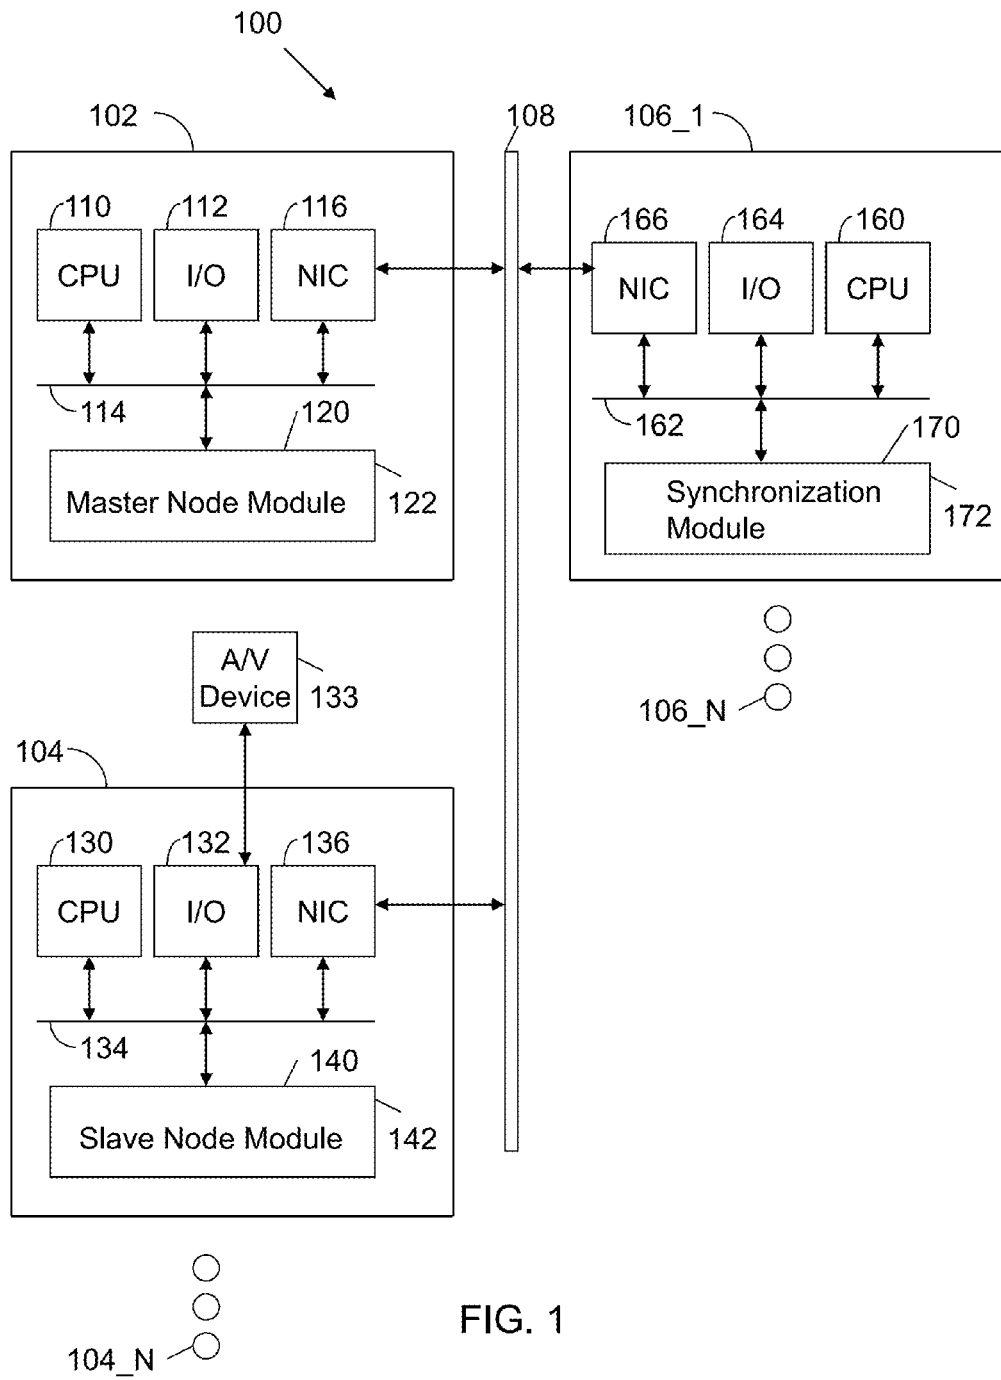 100
102
108
106_1
110
112
116
CPU
I/O
NIC
166
164
160
NIC
I/O
CPU
114
120
Master Node Module
122
162
170
Synchronization
Module
172
A/V
Device
133
106_N
104
130
132
136
CPU
I/O
NIC
134
140
Slave Node Module
142
104_N
FIG. 1